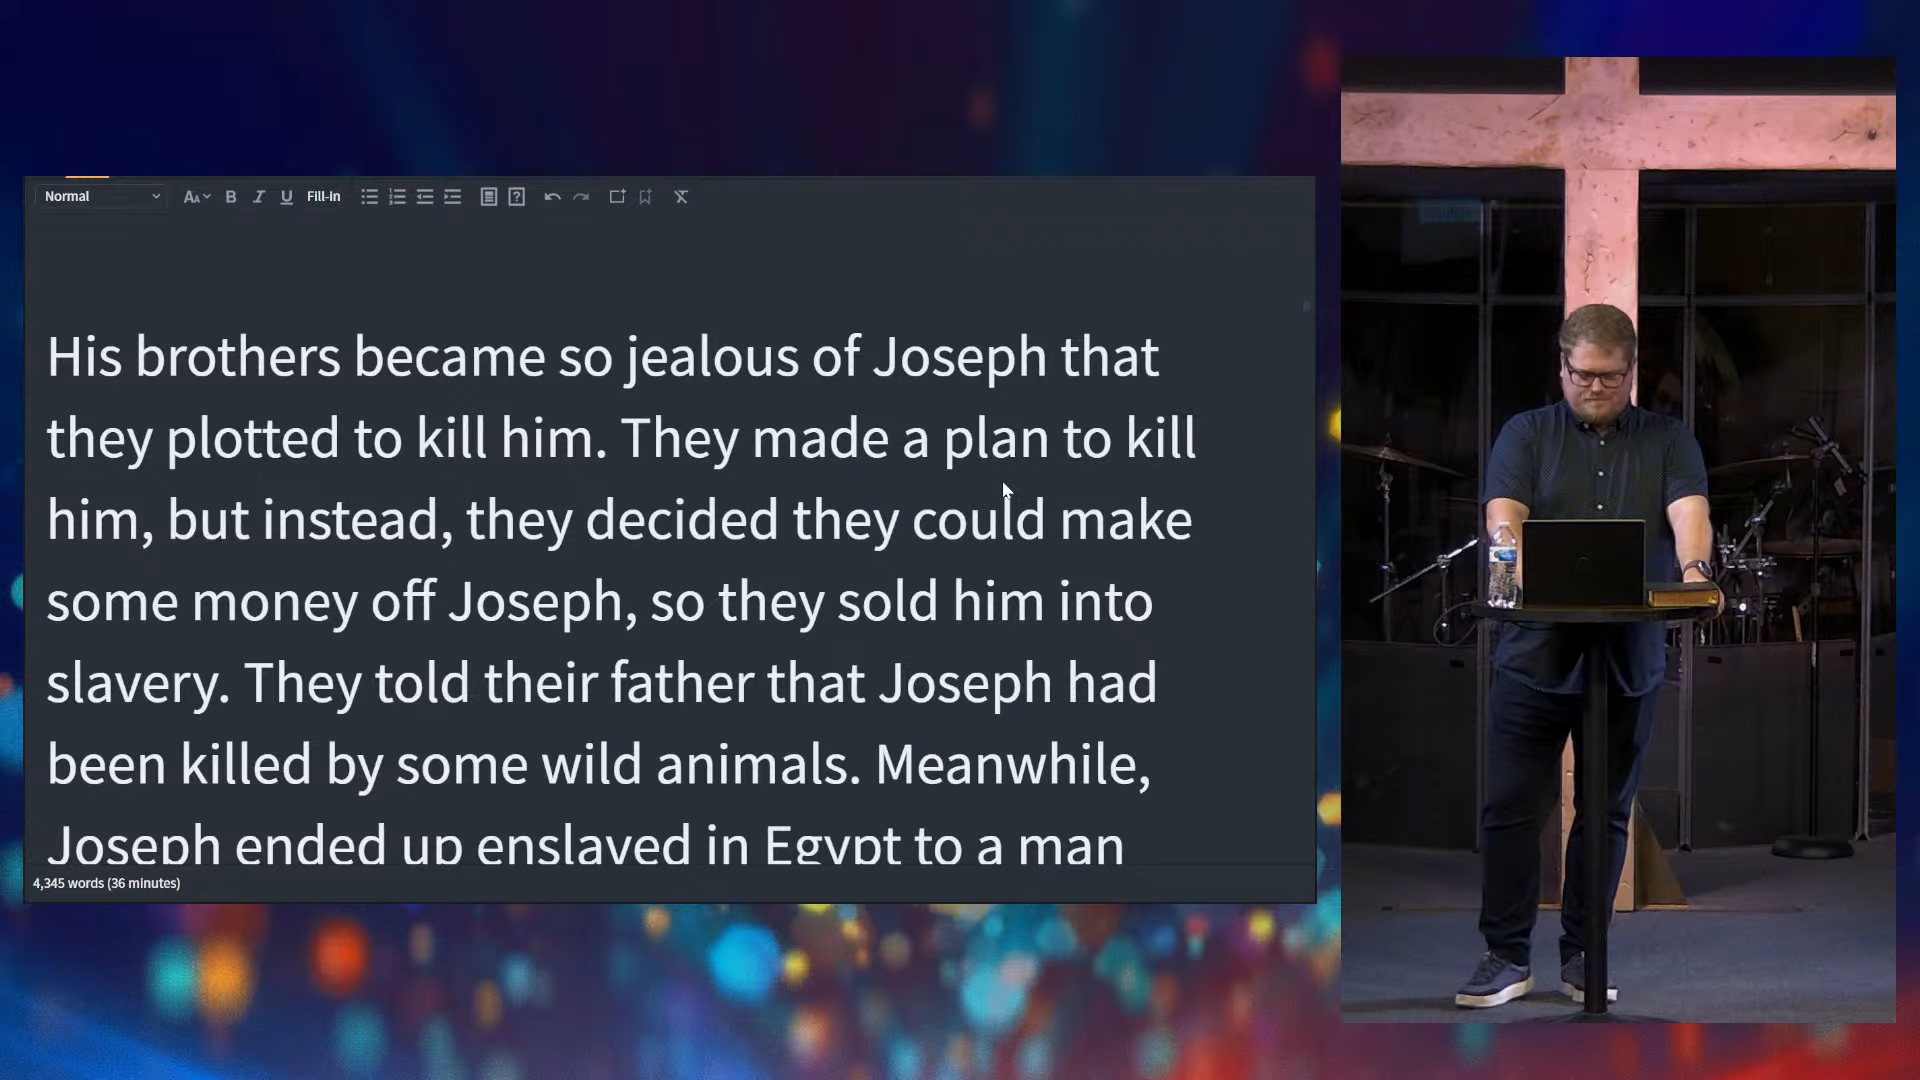 Normal
Fill-in
His brothers became so jealous of Joseph that
they plotted to kill him. They made a plan to kill
him, but instead, they decided they could make
some money off Joseph, so they sold him into
slavery. They told their father that Joseph had
been killed by some wild animals. Meanwhile,
Joseph ended up enslaved in Egypt to a man
4,345 words (36 minutes)